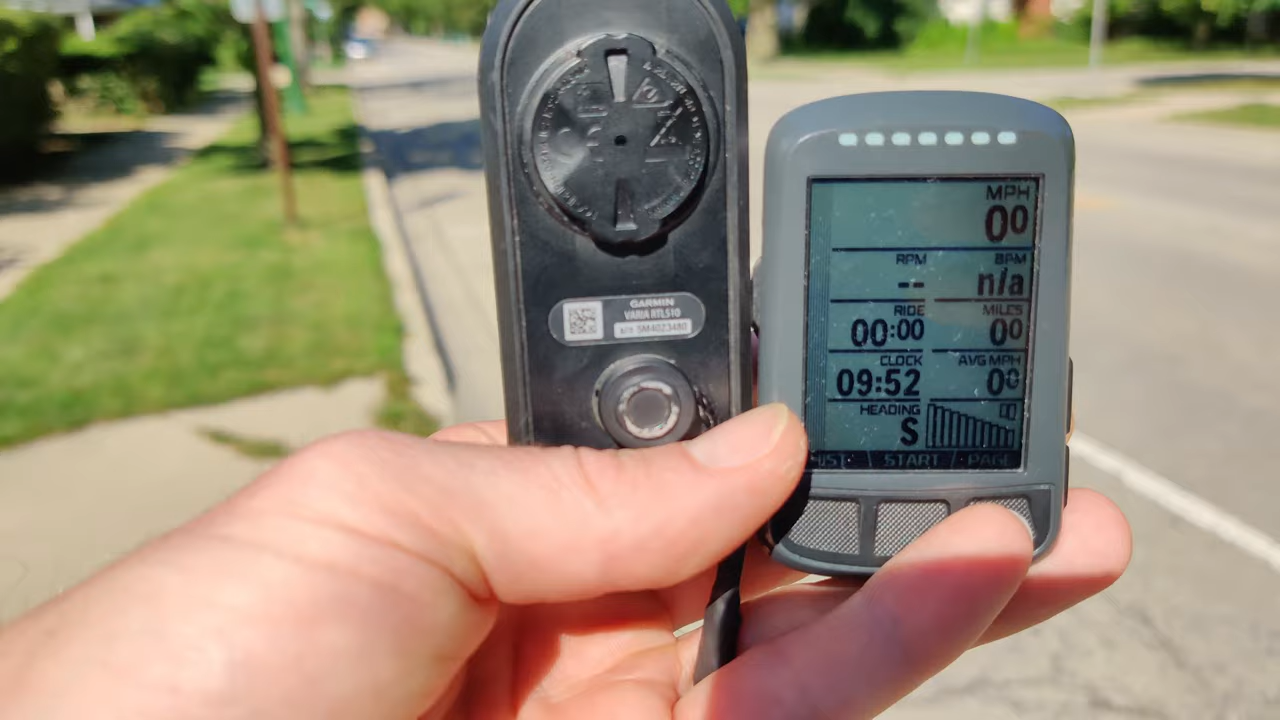 GARMIN
VARIA RTL510
s/n: 5M4023480
MPH
00
RPM
BPM
--
n/a
RIDE
MILES
00:00
00
CLOCK
AVG MPH
09:52
00
HEADING
S
START
PAGE